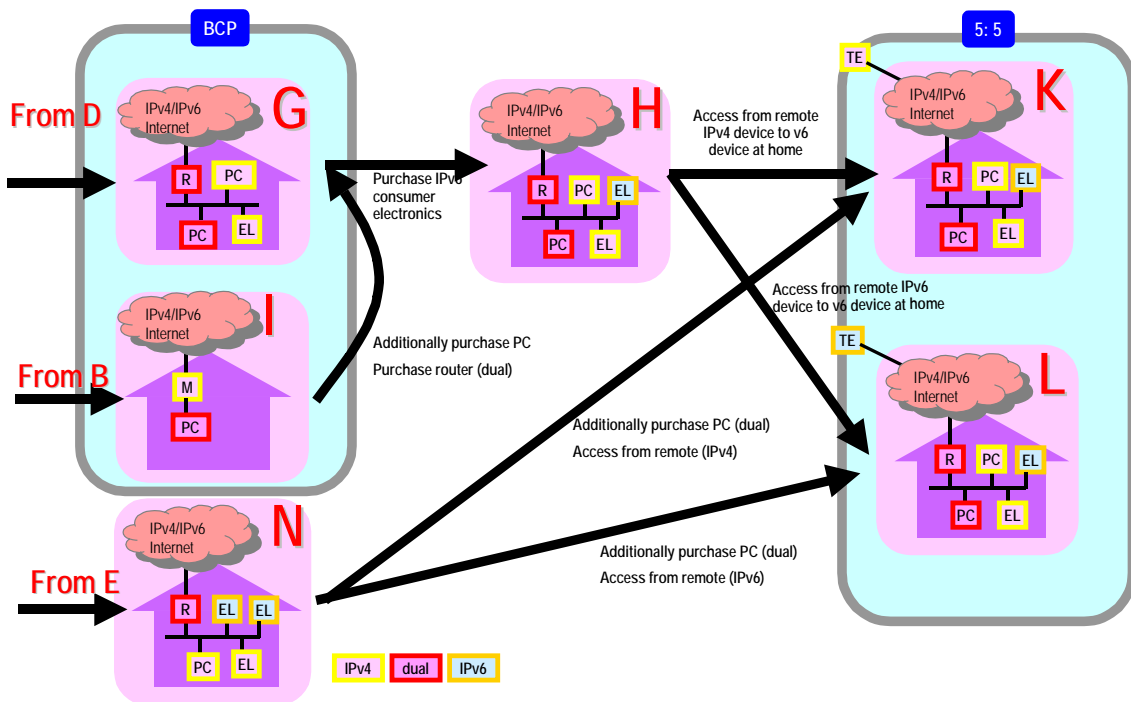 BCP
5: 5
From D
IPv4/IPv6
Internet
G
R
PC
PC
EL
Purchase IPv6
consumer
electronics
IPv4/IPv6
Internet
H
R
PC
EL
PC
EL
Access from remote
IPv4 device to v6
device at home
TE
IPv4/IPv6
Internet
K
R
PC
EL
PC
EL
From B
IPv4/IPv6
Internet
I
M
PC
Additionally purchase PC
Purchase router (dual)
Access from remote IPv6
device to v6 device at home
TE
IPv4/IPv6
Internet
L
R
PC
EL
PC
EL
Additionally purchase PC (dual)
Access from remote (IPv4)
From E
IPv4/IPv6
Internet
N
R
EL
EL
PC
EL
Additionally purchase PC (dual)
Access from remote (IPv6)
IPv4
dual
IPv6